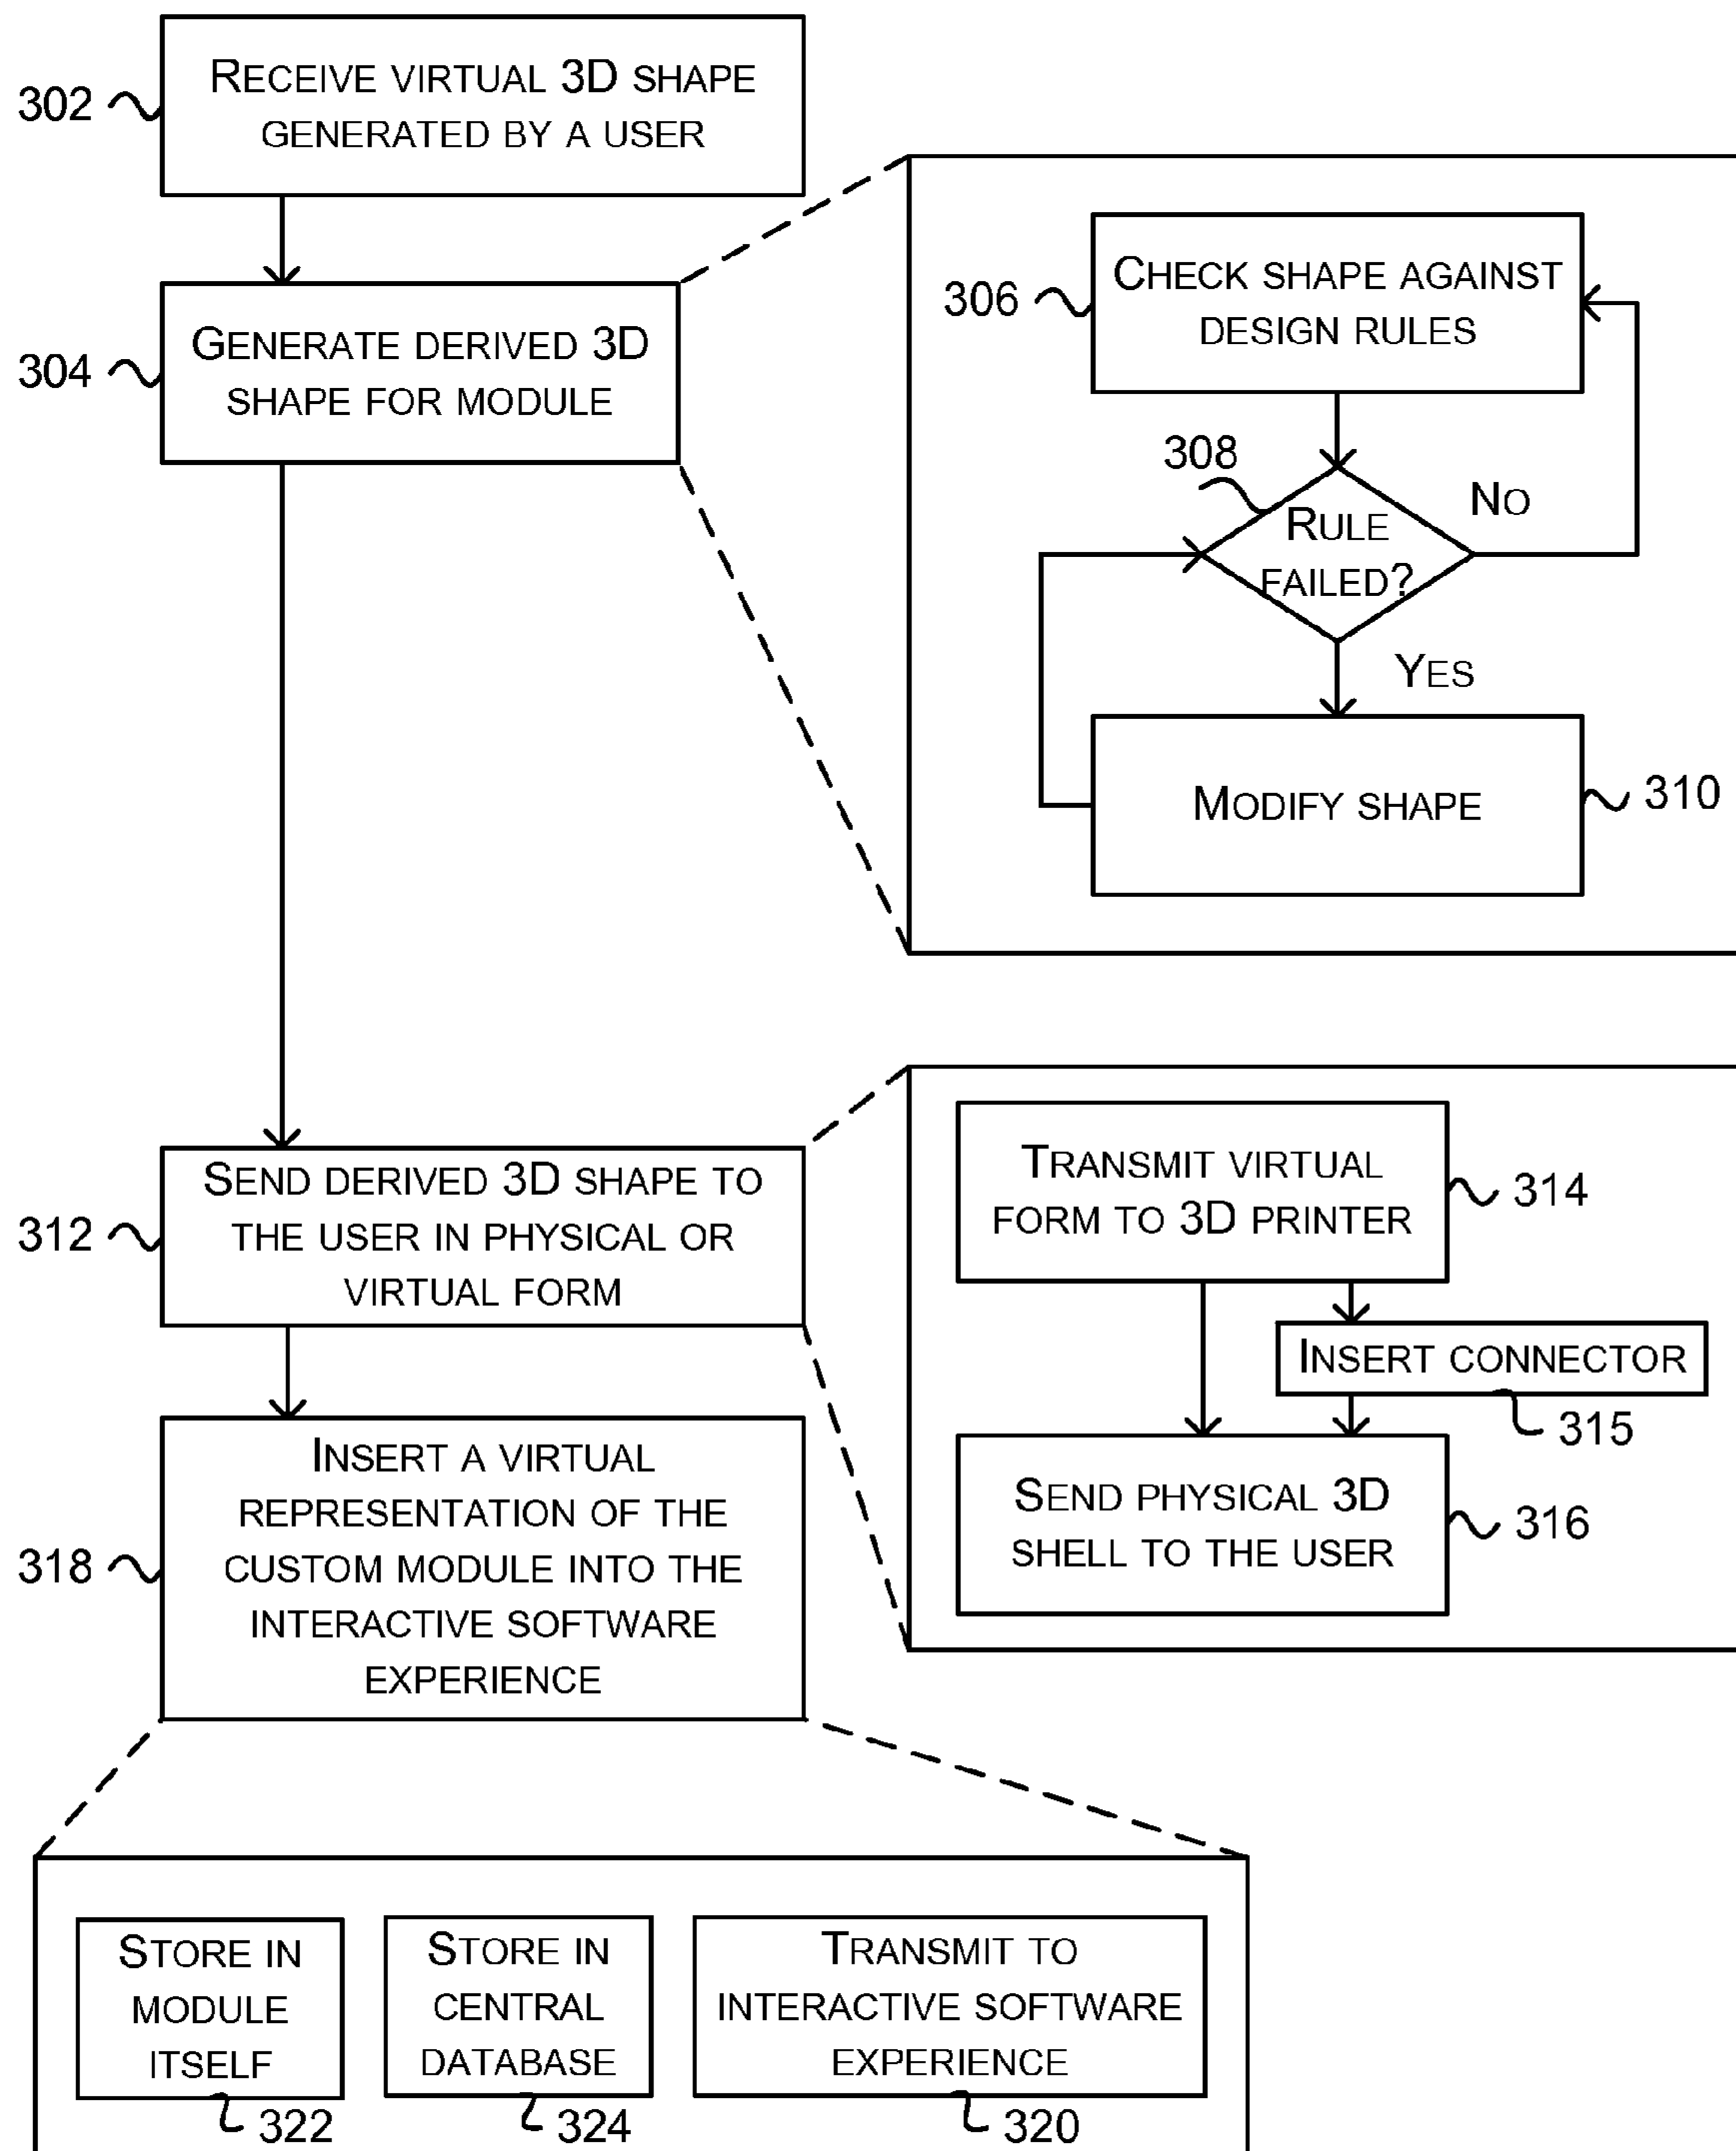 302
RECEIVE VIRTUAL 3D SHAPE
GENERATED BY A USER
304
GENERATE DERIVED 3D
SHAPE FOR MODULE
306
CHECK SHAPE AGAINST
DESIGN RULES
308
RULE
FAILED?
NO
YES
MODIFY SHAPE
310
312
SEND DERIVED 3D SHAPE TO
THE USER IN PHYSICAL OR
VIRTUAL FORM
TRANSMIT VIRTUAL
FORM TO 3D PRINTER
314
INSERT CONNECTOR
315
SEND PHYSICAL 3D
SHELL TO THE USER
316
318
INSERT A VIRTUAL
REPRESENTATION OF THE
CUSTOM MODULE INTO THE
INTERACTIVE SOFTWARE
EXPERIENCE
STORE IN
MODULE
ITSELF
322
STORE IN
CENTRAL
DATABASE
324
TRANSMIT TO
INTERACTIVE SOFTWARE
EXPERIENCE
320